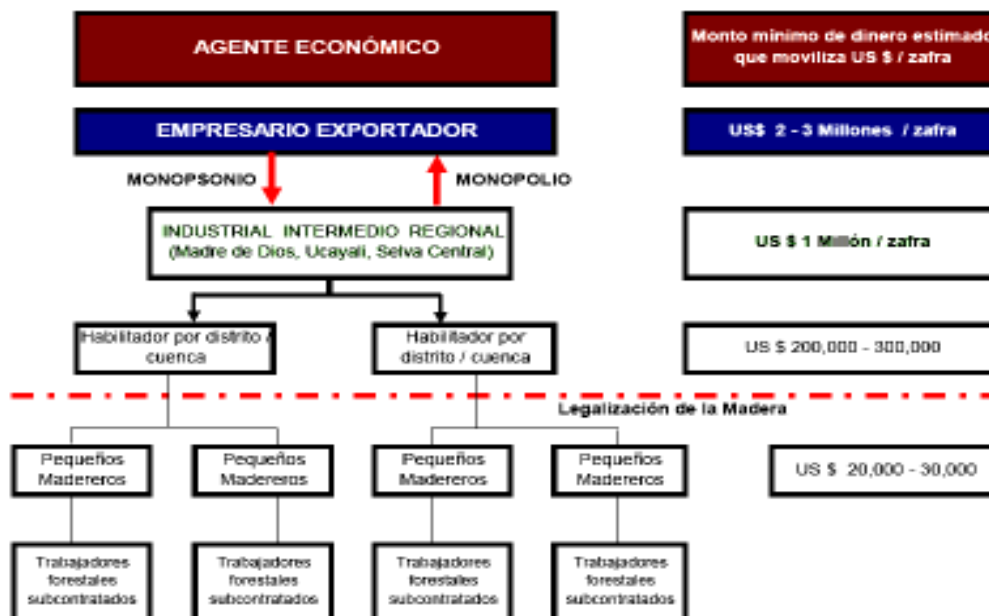 AGENTE ECONÓMICO
Monto mínimo de dinero estimado
que moviliza US $ / zafra
EMPRESARIO EXPORTADOR
US$ 2 - 3 Millones / zafra
MONOPSONIO
MONOPOLIO
INDUSTRIAL INTERMEDIO REGIONAL
(Madre de Dios, Ucayali, Selva Central)
US $ 1 Millón / zafra
Habilitador por distrito /
cuenca
Habilitador por
distrito / cuenca
US $ 200,000 - 300,000
Legalización de la Madera
Pequeños
Madereros
Pequeños
Madereros
Pequeños
Madereros
Pequeños
Madereros
US $ 20,000 - 30,000
Trabajadores
forestales
subcontratados
Trabajadores
forestales
subcontratados
Trabajadores
forestales
subcontratados
Trabajadores
forestales
subcontratados